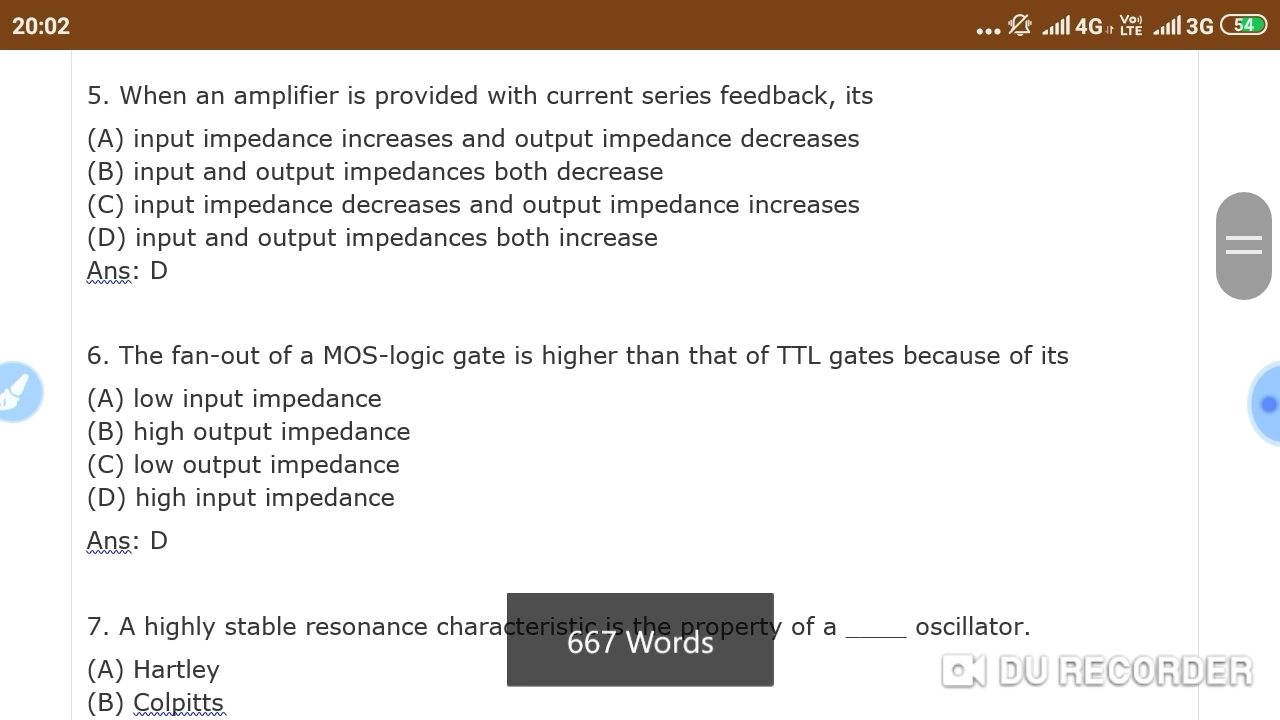 20:02
... 4G Vo)) LTE 3G 54
5. When an amplifier is provided with current series feedback, its
(A) input impedance increases and output impedance decreases
(B) input and output impedances both decrease
(C) input impedance decreases and output impedance increases
(D) input and output impedances both increase
Ans: D
6. The fan-out of a MOS-logic gate is higher than that of TTL gates because of its
(A) low input impedance
(B) high output impedance
(C) low output impedance
(D) high input impedance
Ans: D
7. A highly stable resonance characteristic is the property of a _____ oscillator.
667 Words
(A) Hartley
DU RECORDER
(B) Colpitts